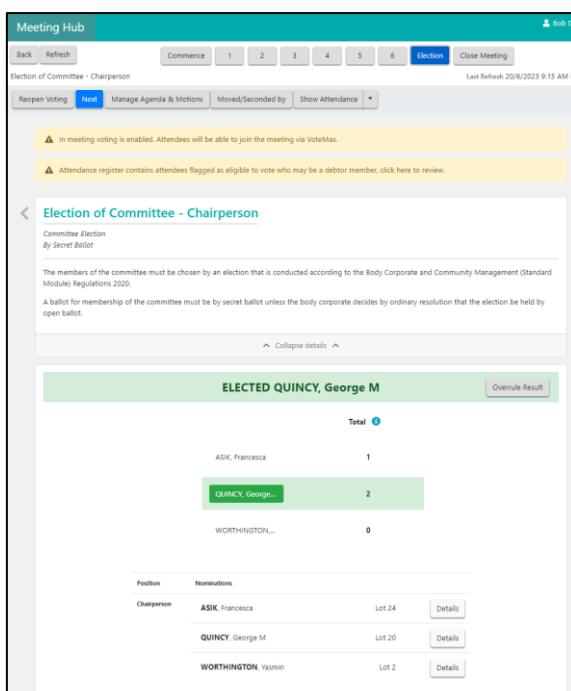 Meeting Hub
Bob
Back Refresh Commence 1 2 3 4 5 6 Election Close Meeting
Election of Committee - Chairperson Last Refresh 20/6/2023 9:15 AM
Reopen Voting Next Manage Agenda & Motions Moved/Seconded by Show Attendance
In meeting voting is enabled. Attendees will be able to join the meeting via VoteMax.
Attendance register contains attendees flagged as eligible to vote who may be a debtor member, click here to review.
Election of Committee - Chairperson
Committee Election
By Secret Ballot
The members of the committee must be chosen by an election that is conducted according to the Body Corporate and Community Management (Standard
Module) Regulations 2020.
A ballot for membership of the committee must be by secret ballot unless the body corporate decides by ordinary resolution that the election be held by
open ballot.
Collapse details
ELECTED QUINCY, George M Overrule Result
Total
ASIK, Francesca 1
QUINCY, George... 2
WORTHINGTON,... 0
Position Nominations
Chairperson ASIK, Francesca Lot 24 Details
QUINCY, George M Lot 20 Details
WORTHINGTON, Yasmin Lot 2 Details